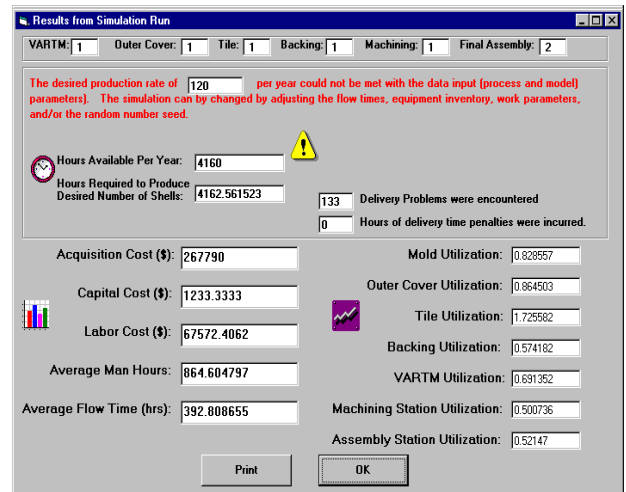 Results from Simulation Run
VARTM: 1 Outer Cover: 1 Tile: 1 Backing: 1 Machining: 1 Final Assembly: 2
The desired production rate of 120 per year could not be met with the data input (process and model)
parameters). The simulation can by changed by adjusting the flow times, equipment inventory, work parameters,
and/or the random number seed.
Hours Available Per Year: 4160
Hours Required to Produce
Desired Number of Shells: 4162.561523
133 Delivery Problems were encountered
0 Hours of delivery time penalties were incurred.
Acquisition Cost ($): 267790
Capital Cost ($): 1233.3333
Labor Cost ($): 67572.4062
Average Man Hours: 864.604797
Average Flow Time (hrs): 392.808655
Mold Utilization: 0.828557
Outer Cover Utilization: 0.864503
Tile Utilization: 1.725582
Backing Utilization: 0.574182
VARTM Utilization: 0.691352
Machining Station Utilization: 0.500736
Assembly Station Utilization: 0.52147
Print OK